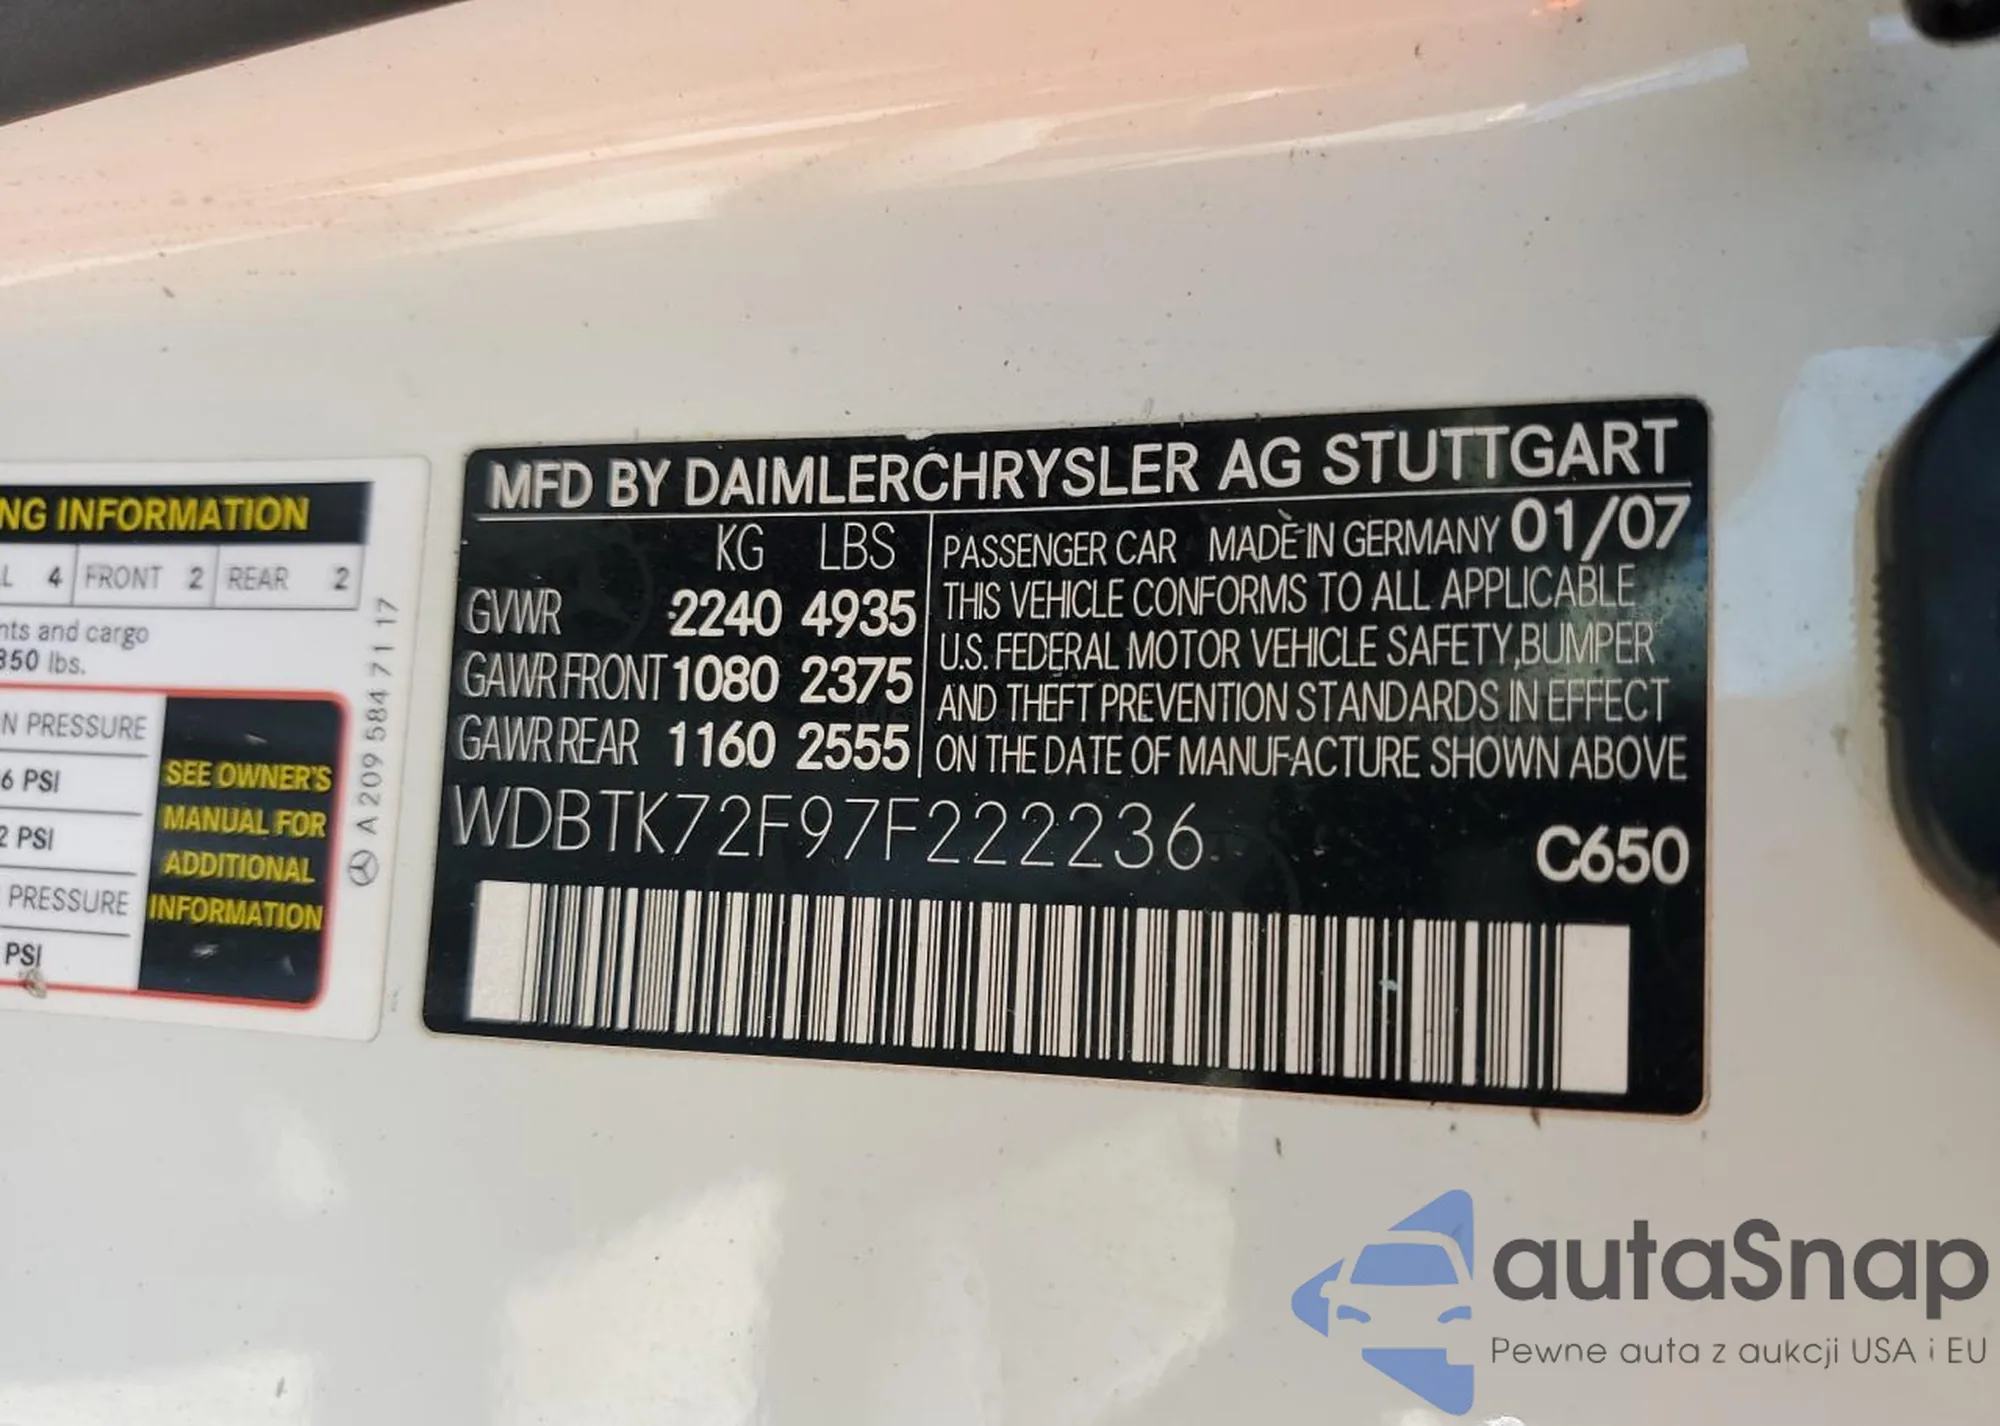 NG INFORMATION
L 4 FRONT 2 REAR 2
nts and cargo
350 lbs.
N PRESSURE
6 PSI
2 PSI
PRESSURE
PSI
SEE OWNER'S
MANUAL FOR
ADDITIONAL
INFORMATION
A 209 584 71 17
MFD BY DAIMLERCHRYSLER AG STUTTGART
KG LBS
GVWR 2240 4935
GAWR FRONT 1080 2375
GAWR REAR 1160 2555
PASSENGER CAR MADE IN GERMANY 01/07
THIS VEHICLE CONFORMS TO ALL APPLICABLE
U.S. FEDERAL MOTOR VEHICLE SAFETY, BUMPER
AND THEFT PREVENTION STANDARDS IN EFFECT
ON THE DATE OF MANUFACTURE SHOWN ABOVE
WDBTK72F97F222236
C650
autaSnap
Pewne auta z aukcji USA i EU